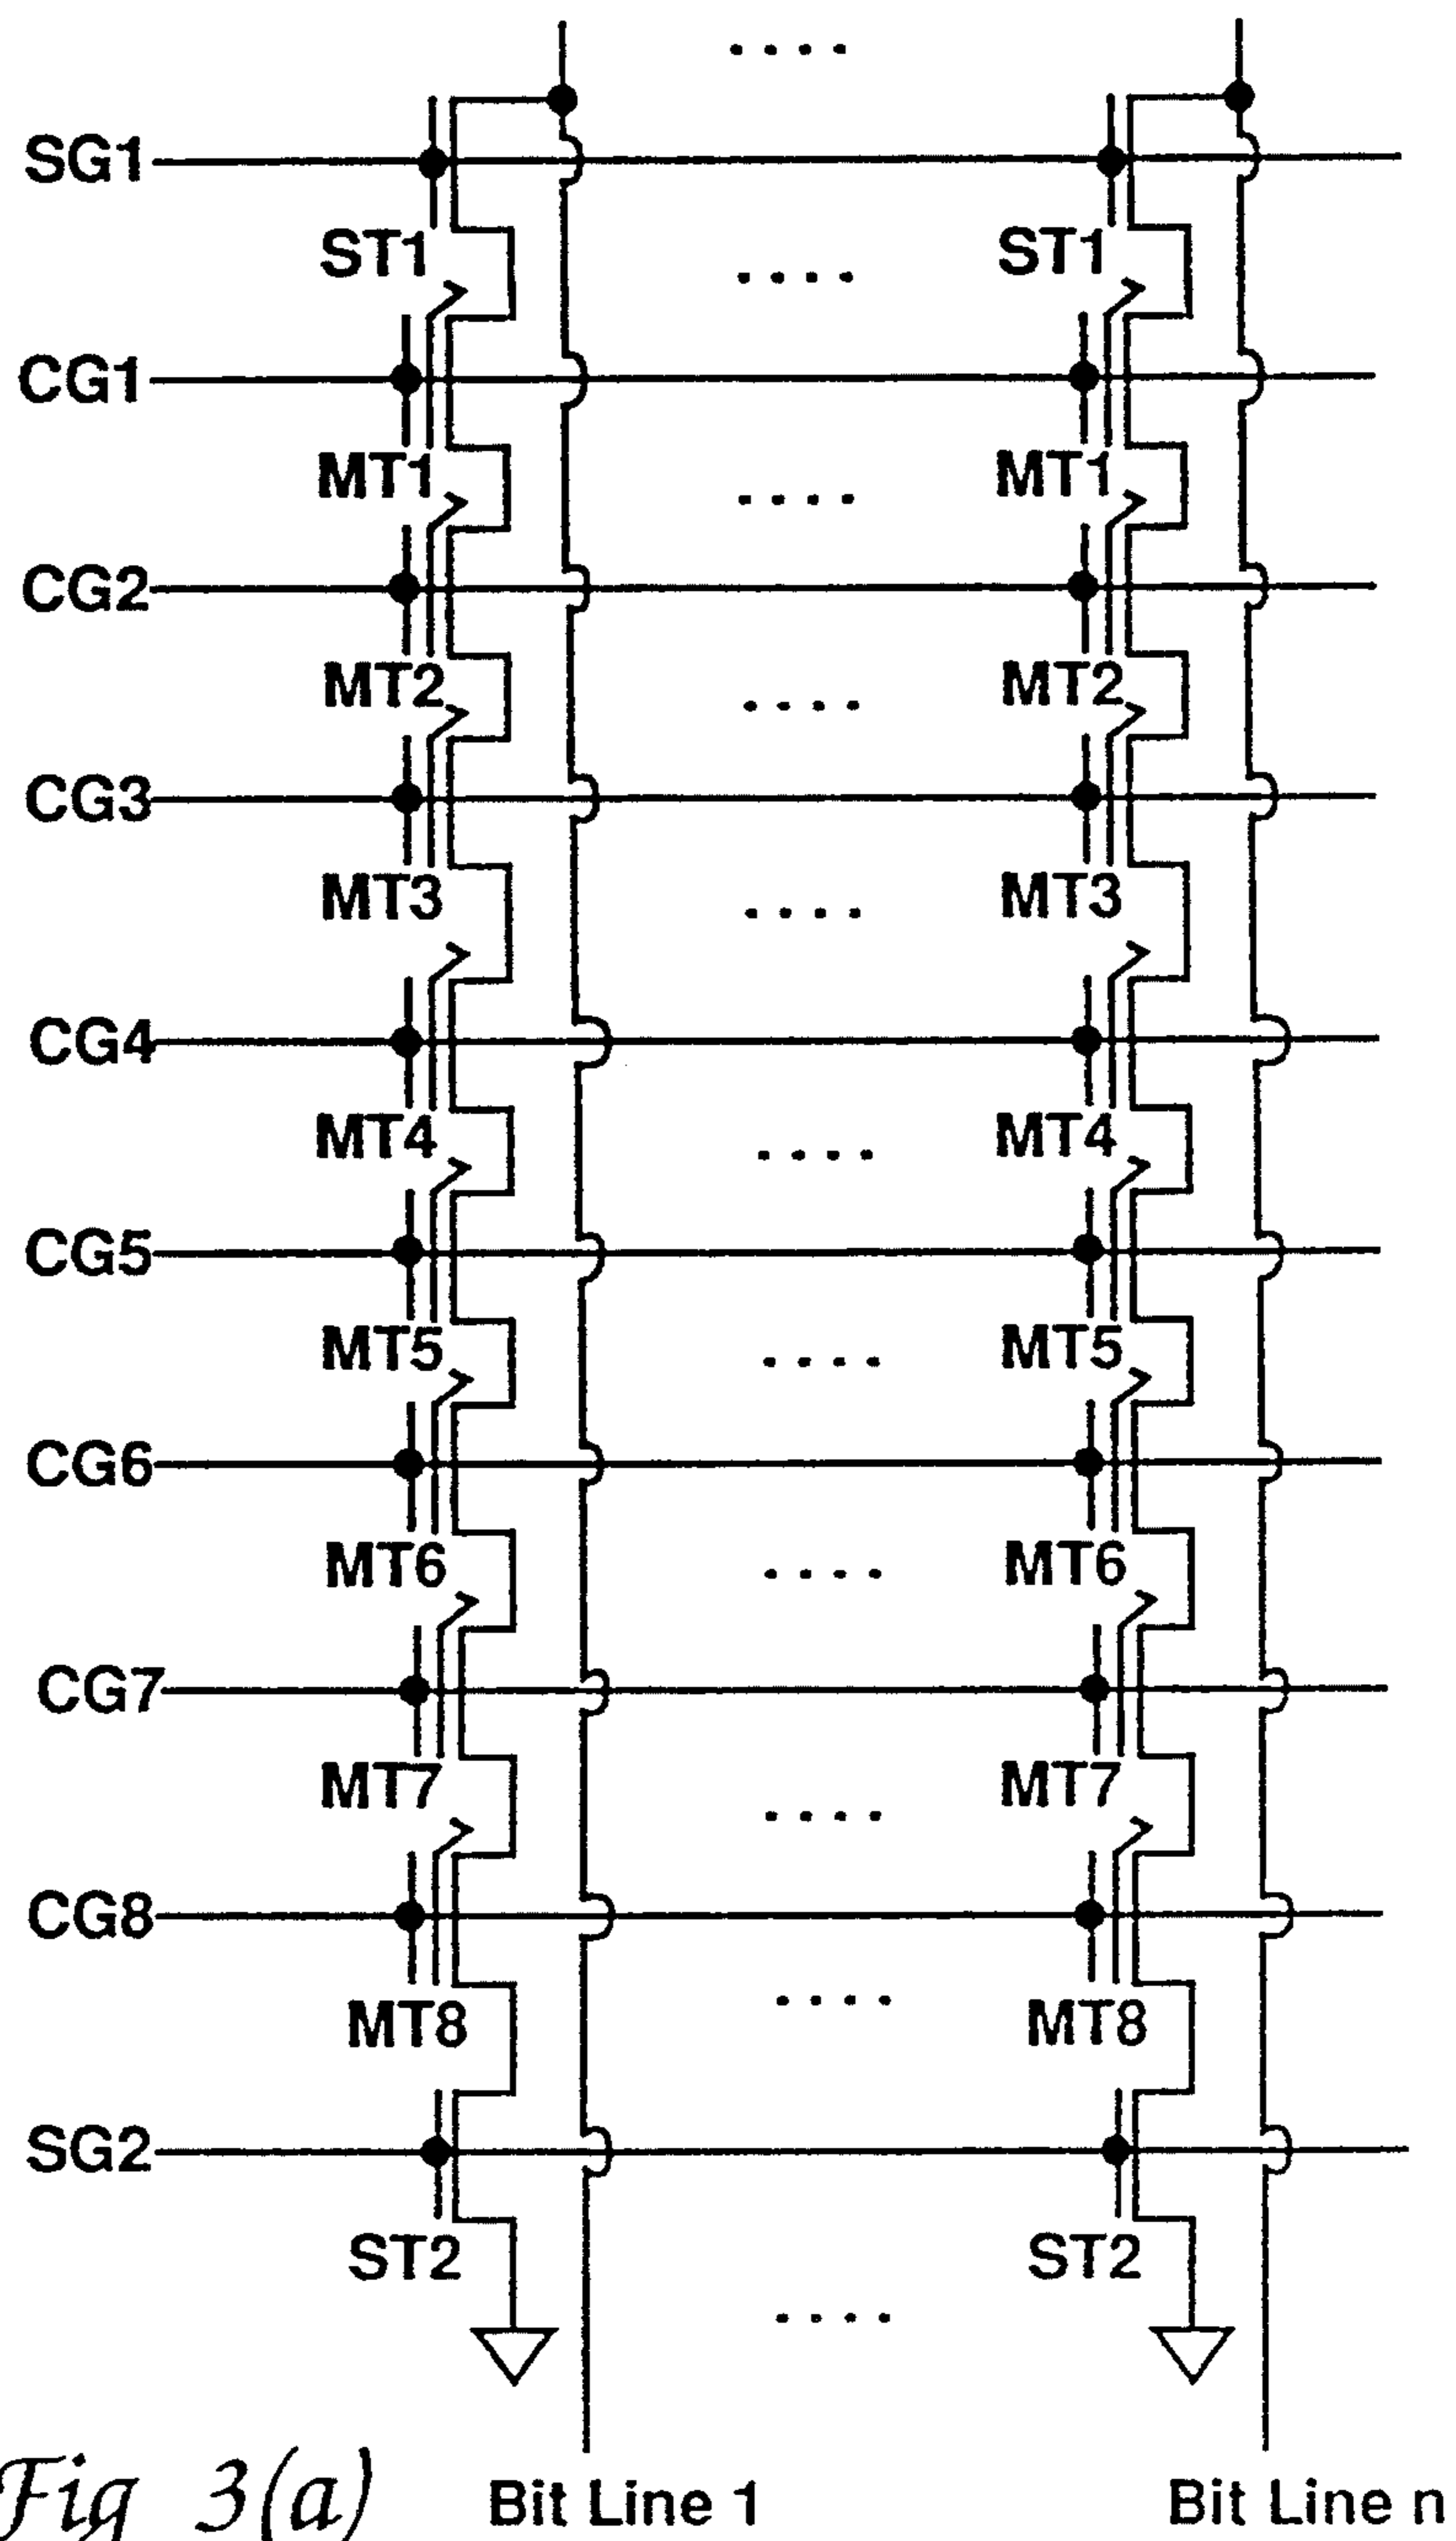 SG1
ST1 ST1
CG1
MT1 MT1
CG2
MT2 MT2
CG3
MT3 MT3
CG4
MT4 MT4
CG5
MT5 MT5
CG6
MT6 MT6
CG7
MT7 MT7
CG8
MT8 MT8
SG2
ST2 ST2
Fig 3(a) Bit Line 1 Bit Line n